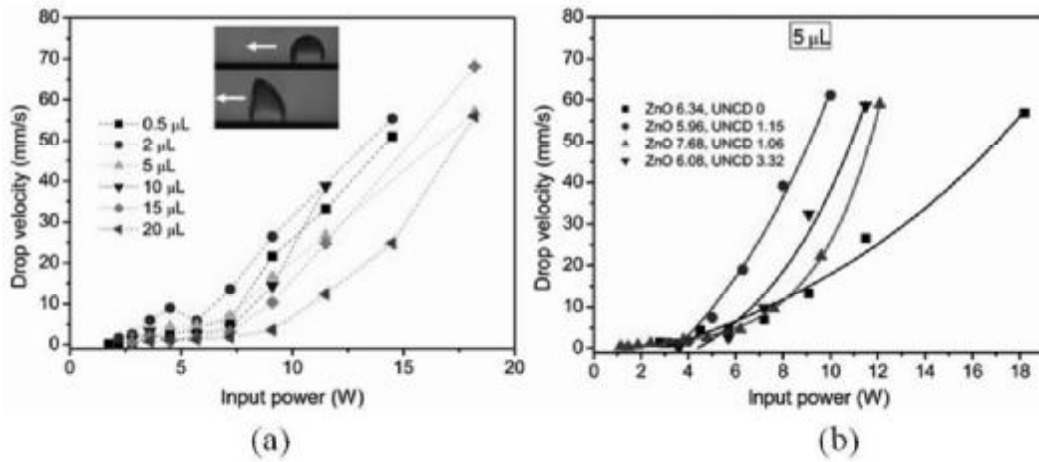 (a)
80
70
60
50
40
30
20
10
0
Drop velocity (mm/s)
0.5 μL
2 μL
5 μL
10 μL
15 μL
20 μL
0 5 10 15 20
Input power (W)
(a)
(b)
80
70
60
50
40
30
20
10
0
Drop velocity (mm/s)
5 μL
ZnO 6.34, UNCD 0
ZnO 5.96, UNCD 1.15
ZnO 7.68, UNCD 1.06
ZnO 6.08, UNCD 3.32
0 2 4 6 8 10 12 14 16 18
Input power (W)
(b)